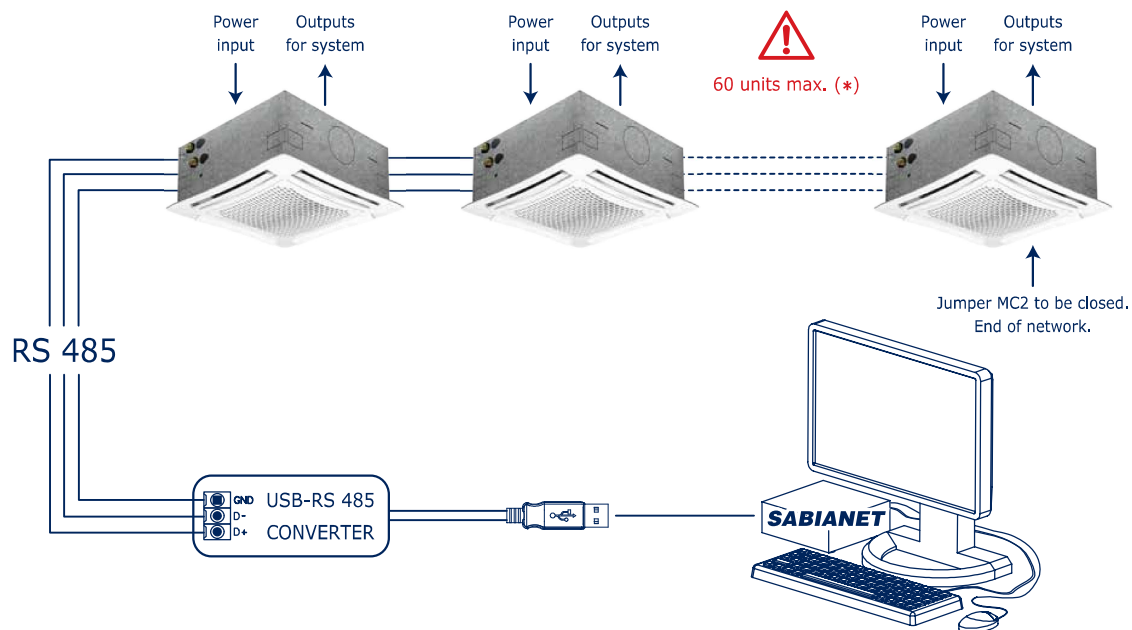 Power
input
Outputs
for system
Power
input
Outputs
for system
60 units max. (*)
Power
input
Outputs
for system
Jumper MC2 to be closed.
End of network.
RS 485
GND
D-
D+
USB-RS 485
CONVERTER
SABIANET